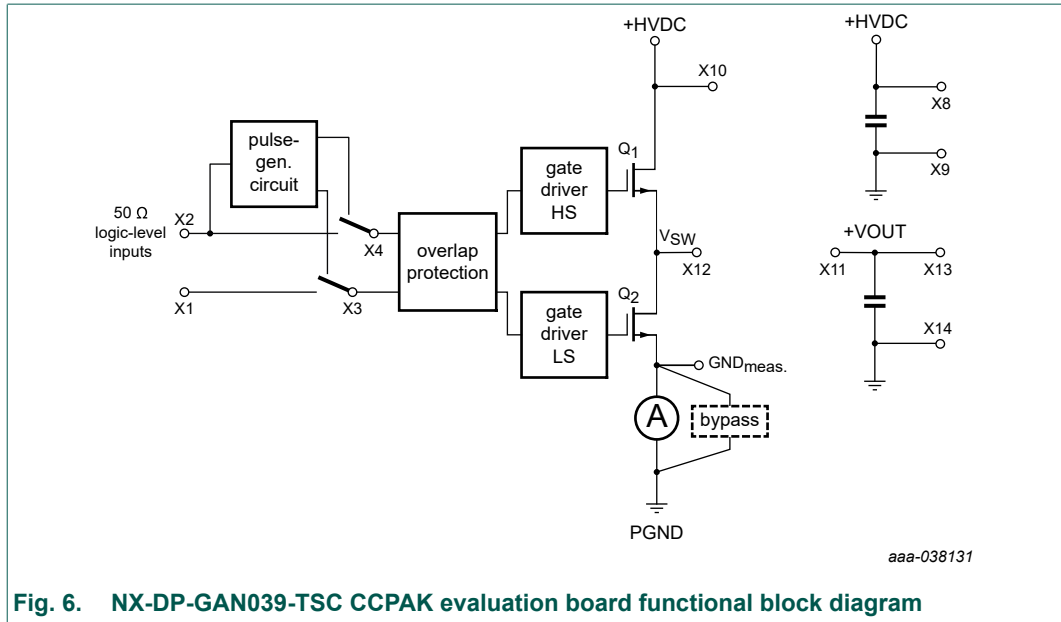 +HVDC
X10
+HVDC
X8
X9
pulse-
gen.
circuit
50 Ω
logic-level
inputs
X2
X4
X1
X3
overlap
protection
gate
driver
HS
Q1
VSW
X12
gate
driver
LS
Q2
GNDmeas.
A
bypass
PGND
+VOUT
X11
X13
X14
aaa-038131
Fig. 6. NX-DP-GAN039-TSC CCPAK evaluation board functional block diagram